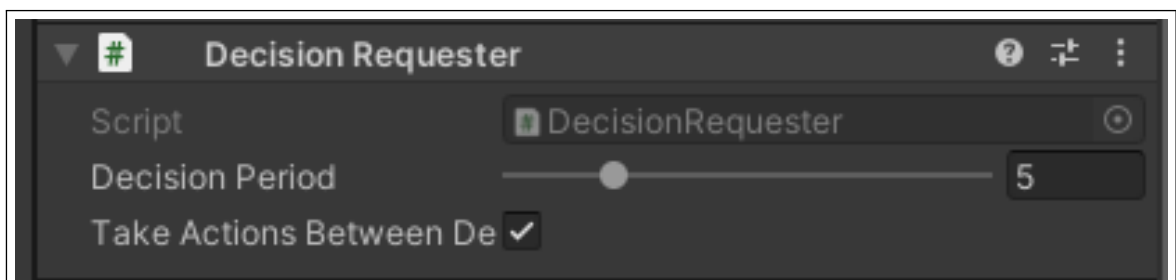 # Decision Requester
Script # DecisionRequester
Decision Period 5
Take Actions Between De